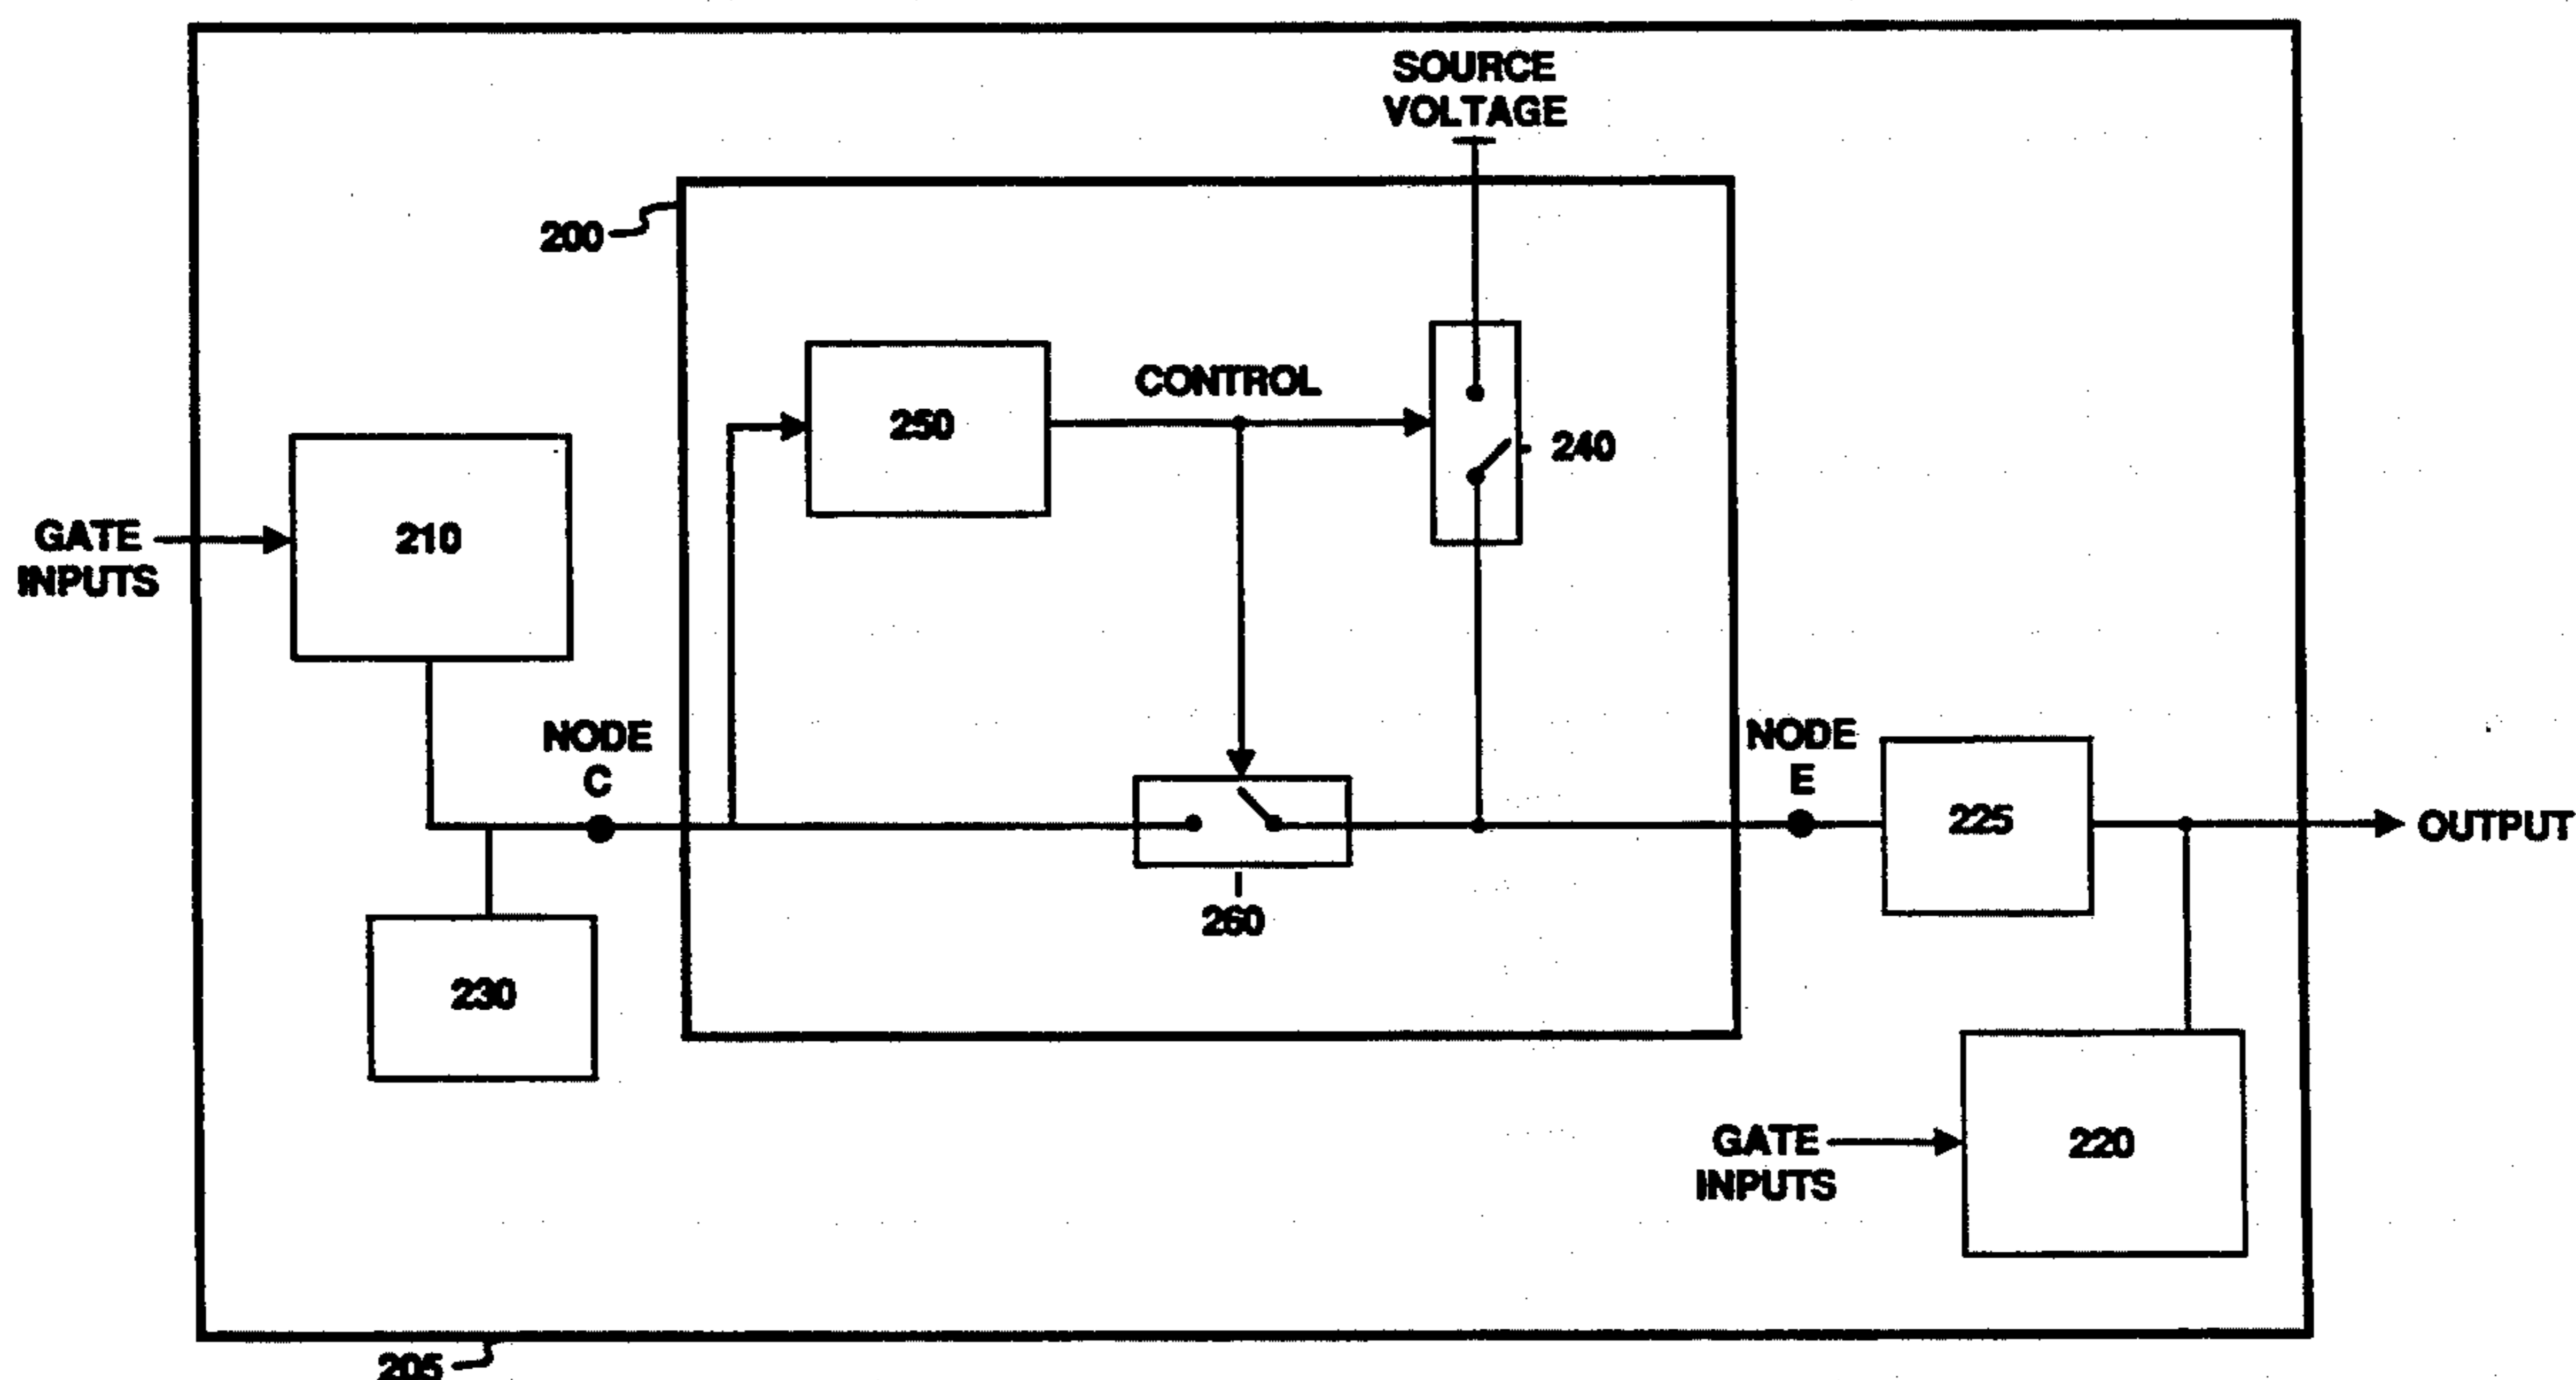 SOURCE
VOLTAGE
200
250
CONTROL
240
GATE
INPUTS
210
NODE
C
NODE
E
225
OUTPUT
260
230
GATE
INPUTS
220
205